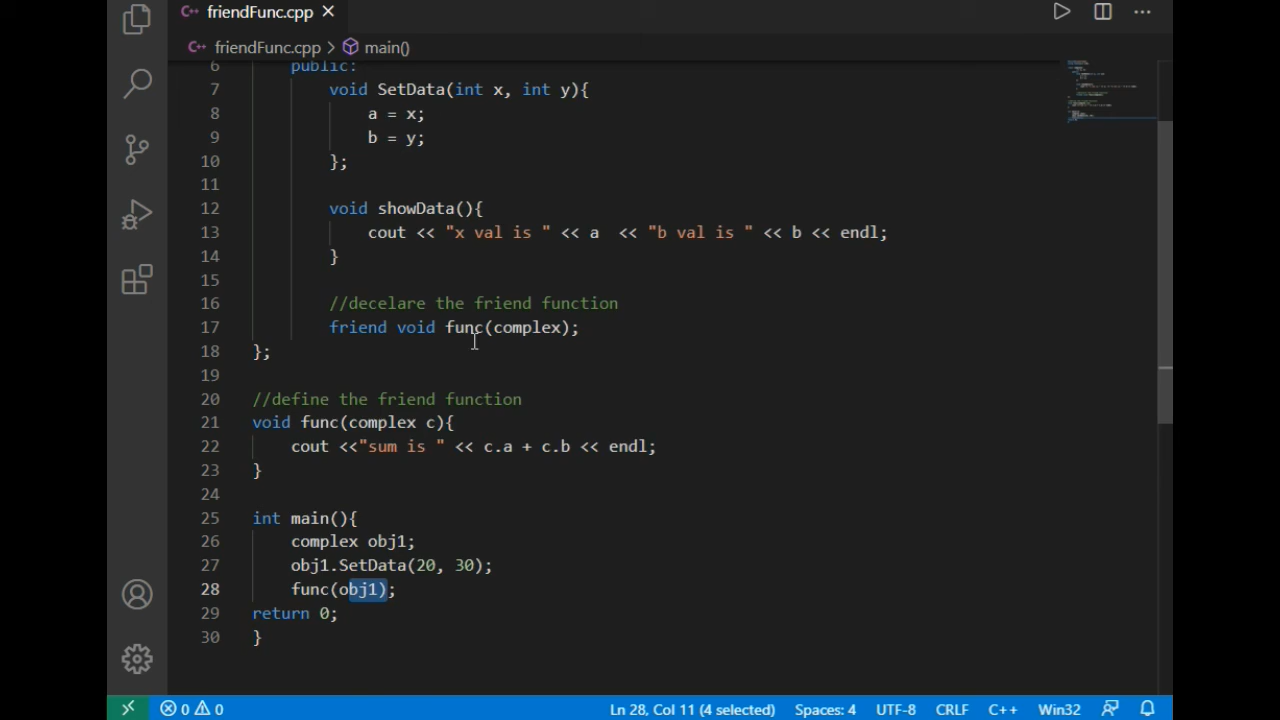 friendFunc.cpp
friendFunc.cpp > main()
6 public:
7 void SetData(int x, int y){
8 a = x;
9 b = y;
10 };
11
12 void showData(){
13 cout << "x val is " << a  << "b val is " << b << endl;
14 }
15
16 //decelare the friend function
17 friend void func(complex);
18 };
19
20 //define the friend function
21 void func(complex c){
22 cout <<"sum is " << c.a + c.b << endl;
23 }
24
25 int main(){
26 complex obj1;
27 obj1.SetData(20, 30);
28 func(obj1);
29 return 0;
30 }
0 0 Ln 28, Col 11 (4 selected) Spaces: 4 UTF-8 CRLF C++ Win32